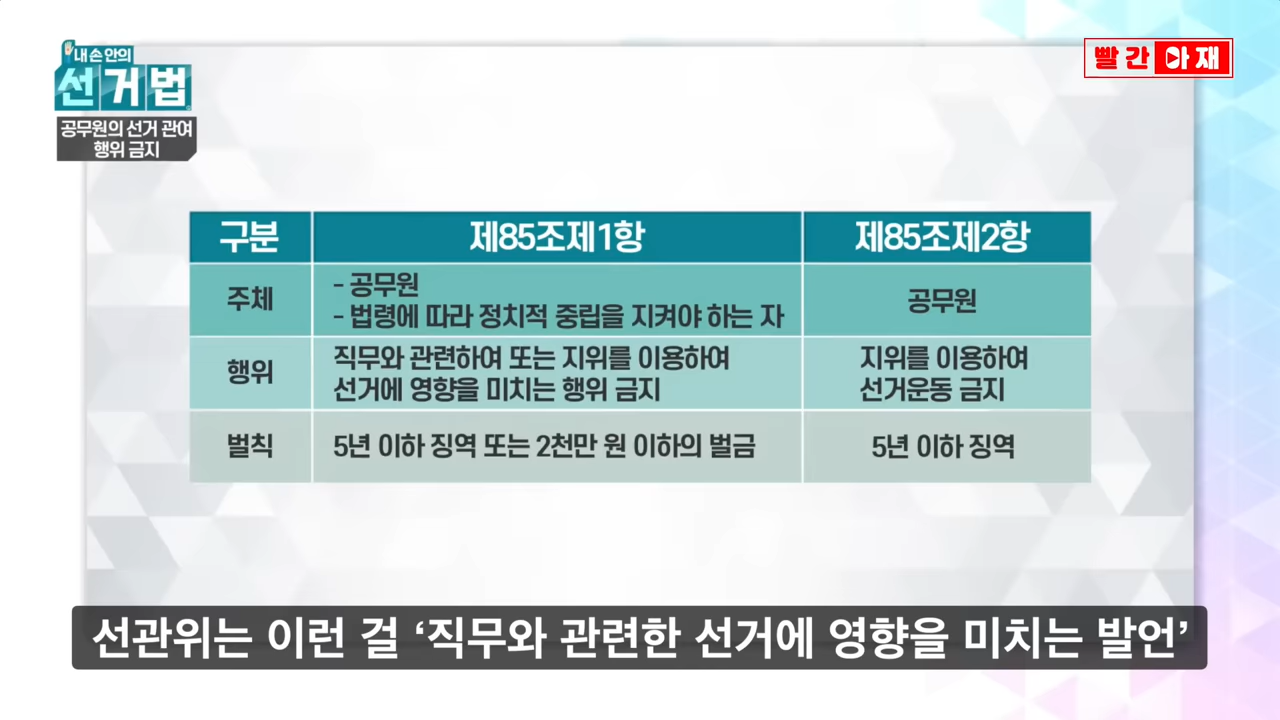 내 손 안의
선거법
공무원의 선거 관여
행위 금지
빨간아재
구분 제85조제1항 제85조제2항
주체 - 공무원
- 법령에 따라 정치적 중립을 지켜야 하는 자 공무원
행위 직무와 관련하여 또는 지위를 이용하여
선거에 영향을 미치는 행위 금지 지위를 이용하여
선거운동 금지
벌칙 5년 이하 징역 또는 2천만 원 이하의 벌금 5년 이하 징역
선관위는 이런 걸 ‘직무와 관련한 선거에 영향을 미치는 발언’